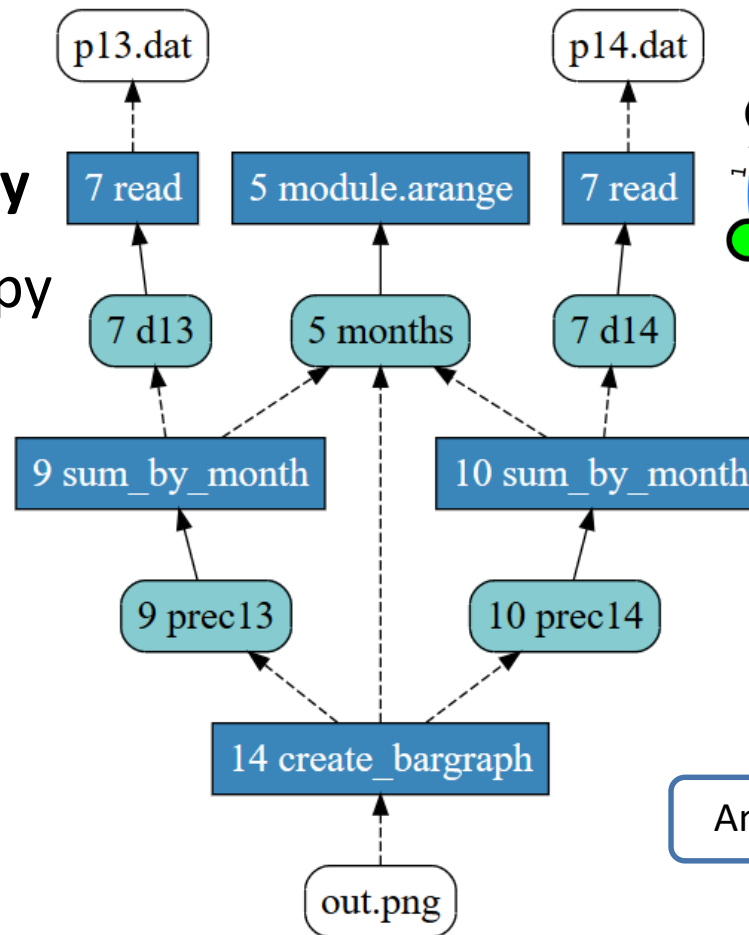 p13.dat
p14.dat
y
7 read
5 module.arange
7 read
py
7 d13
5 months
7 d14
9 sum_by_month
10 sum_by_month
9 prec13
10 prec14
14 create_bargraph
out.png